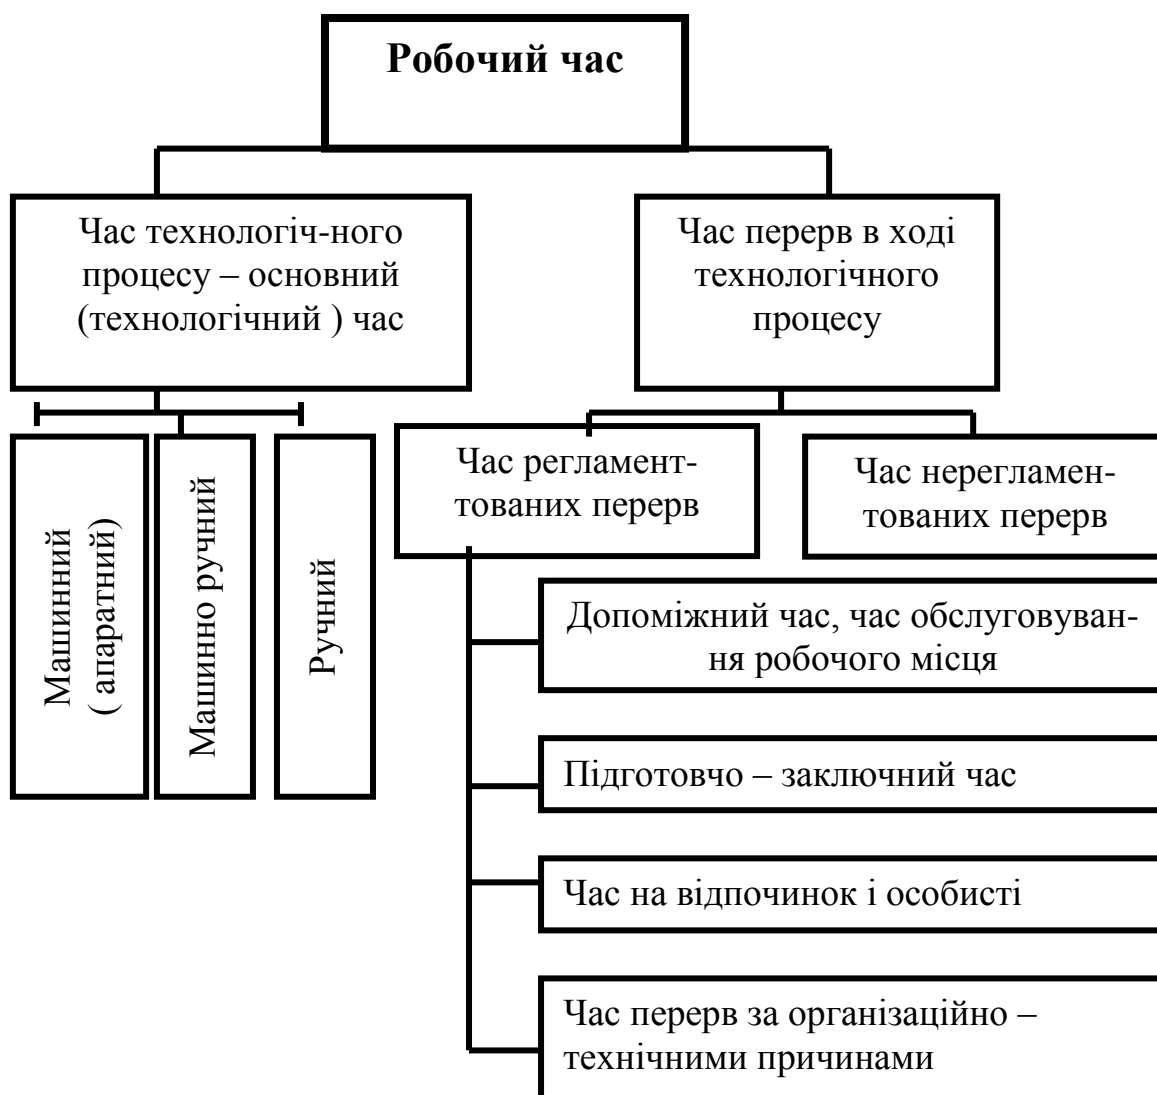 Робочий час
Час технологіч-ного
процесу – основний
(технологічний ) час
Час перерв в ході
технологічного
процесу
Машинний
( апаратний)
Машинно ручний
Ручний
Час регламент-
тованих перерв
Час нерегламен-
тованих перерв
Допоміжний час, час обслуговуван-
ня робочого місця
Підготовчо – заключний час
Час на відпочинок і особисті
Час перерв за організаційно –
технічними причинами